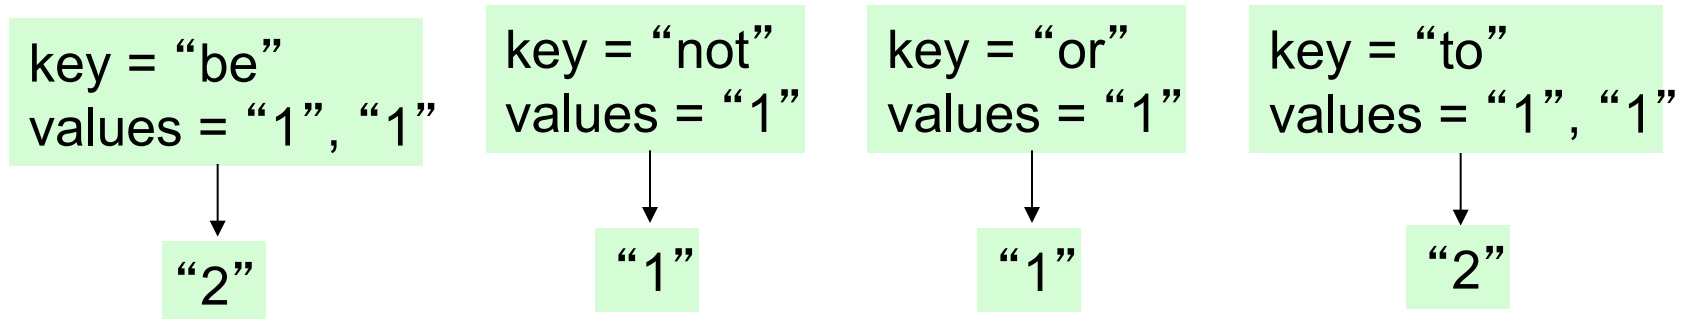 key = “be”
values = “1”, “1”
“2”
key = “not”
values = “1”
“1”
key = “or”
values = “1”
“1”
key = “to”
values = “1”, “1”
“2”